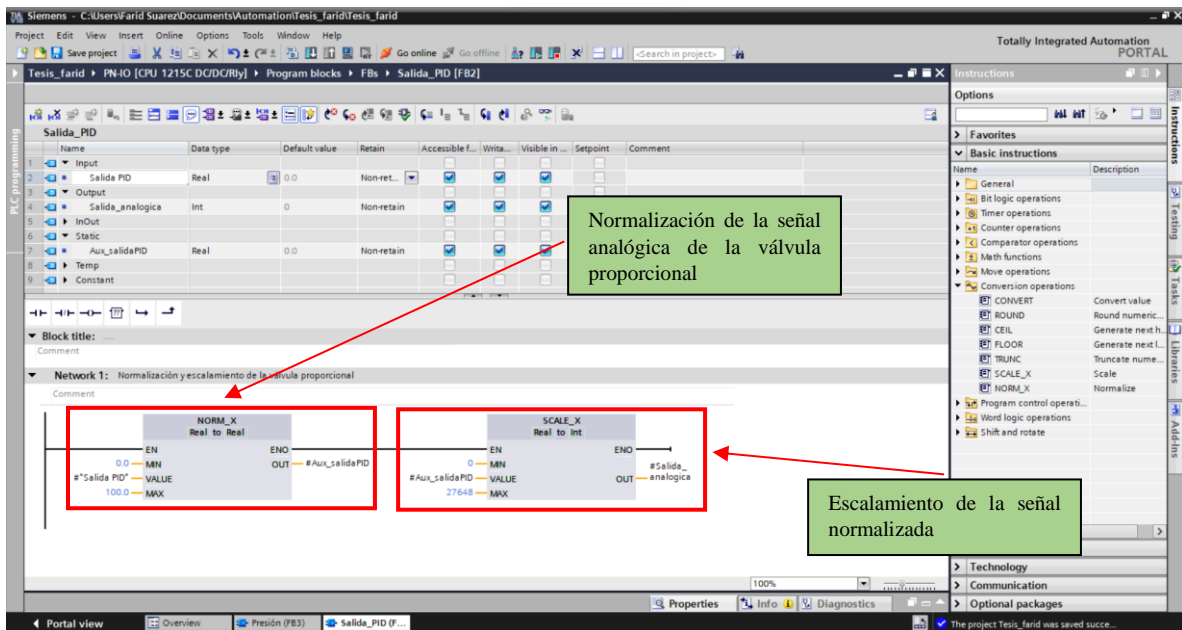 Siemens - C:\Users\Farid Suarez\Documents\Automation\Tesis_farid\Tesis_farid
Project Edit View Insert Online Options Tools Window Help
Totally Integrated Automation
PORTAL
Save project Go online Go offline <Search in project>
Tesis_farid PN-IO [CPU 1215C DC/DC/Rly] Program blocks FBs Salida_PID [FB2]
Salida_PID
Name Data type Default value Retain Accessible f... Writa... Visible in ... Setpoint Comment
1 Input
2 Salida PID Real 0.0 Non-ret...
3 Output
4 Salida_analogica Int 0 Non-retain
5 InOut
6 Static
7 Aux_salidaPID Real 0.0 Non-retain
8 Temp
9 Constant
Normalización de la señal
analógica de la válvula
proporcional
Block title: .....
Comment
Network 1: Normalización y escalamiento de la válvula proporcional
Comment
NORM_X
Real to Real
EN ENO
0.0 MIN OUT #Aux_salidaPID
#"Salida PID" VALUE
100.0 MAX
SCALE_X
Real to Int
EN ENO
0 MIN
#Aux_salidaPID VALUE
27648 MAX
OUT
#Salida_
analogica
Escalamiento de la señal
normalizada
100%
Properties Info Diagnostics
Portal view Overview Presión (FB3) Salida_PID (F...
The project Tesis_farid was saved succe...
PLC programming
Instructions
Options
Favorites
Basic instructions
Name Description
General
Bit logic operations
Timer operations
Counter operations
Comparator operations
Math functions
Move operations
Conversion operations
CONVERT Convert value
ROUND Round numeric...
CEIL Generate next h...
FLOOR Generate next l...
TRUNC Truncate nume...
SCALE_X Scale
NORM_X Normalize
Program control operati...
Word logic operations
Shift and rotate
Technology
Communication
Optional packages
Instructions
Testing
Tasks
Libraries
Add-Ins